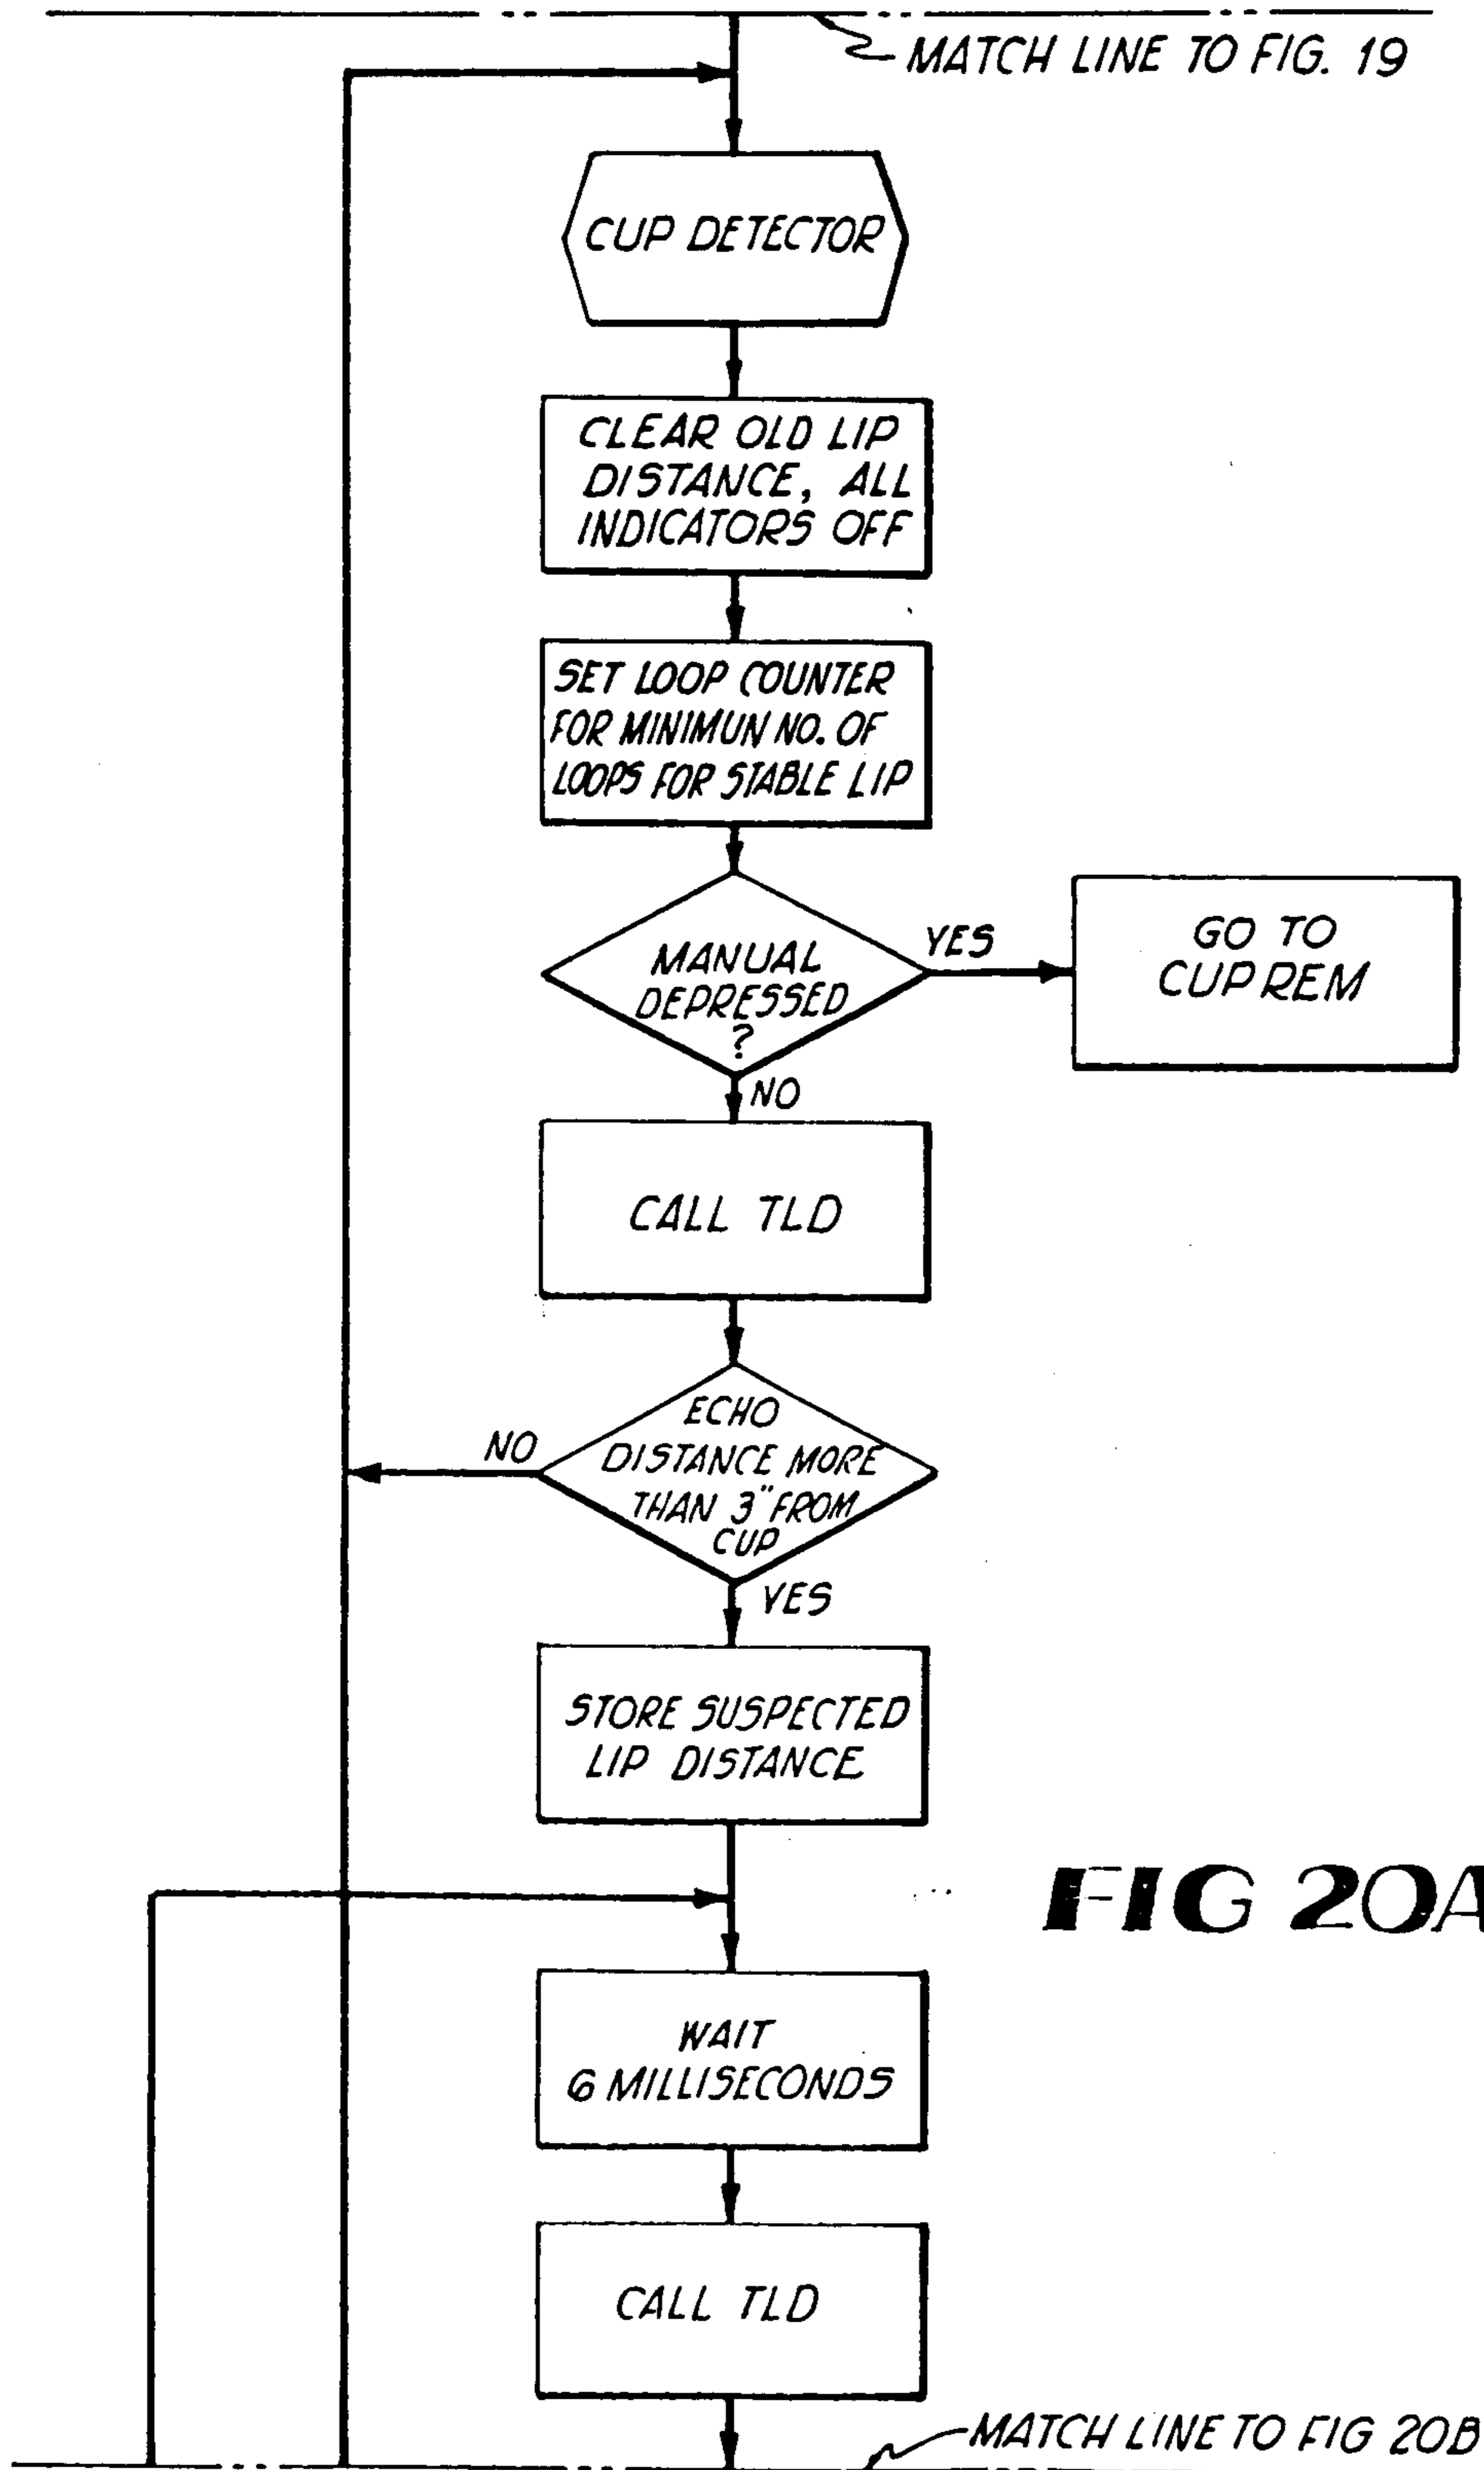 MATCH LINE TO FIG. 19
CUP DETECTOR
CLEAR OLD LIP
DISTANCE, ALL
INDICATORS OFF
SET LOOP COUNTER
FOR MINIMUN NO. OF
LOOPS FOR STABLE LIP
MANUAL
DEPRESSED
?
YES
GO TO
CUP REM
NO
CALL TLD
ECHO
DISTANCE MORE
THAN 3" FROM
CUP
NO
YES
STORE SUSPECTED
LIP DISTANCE
FIG 20A
WAIT
6 MILLISECONDS
CALL TLD
MATCH LINE TO FIG 20B